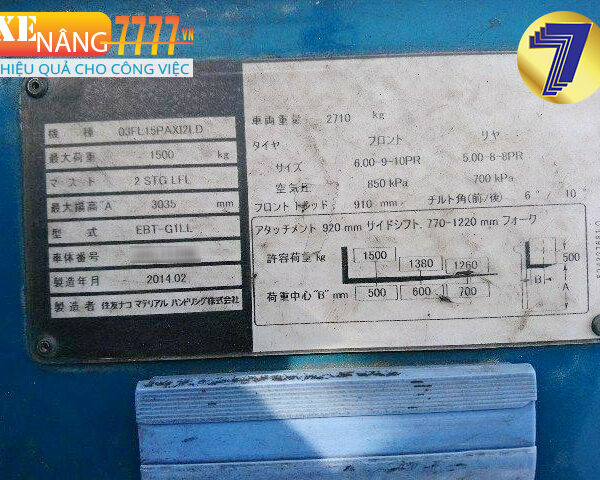 XE
NÂNG 7777.VN
HIỆU QUẢ CHO CÔNG VIỆC
7
機 種 03FL15PAXI2LD
最大荷重 1500 kg
マスト 2 STG LFL
最大揚高"A 3035 mm
型 式 EBT-G1LL
車体番号
製造年月 2014.02
製造者 住友ナコ マテリアル ハンドリング株式会社
車両重量 2710 kg
タイヤ フロント リヤ
サイズ 6.00-9-10PR 5.00-8-8PR
空気圧 850 kPa 700 kPa
フロントトレッド 910 mm チルト角(前/後) 6°/10°
アタッチメント 920 mm サイドシフト, 770-1220 mm フォーク
許容荷重 kg 1500 1380 1260
荷重中心"B" mm 500 600 700
500
B
A